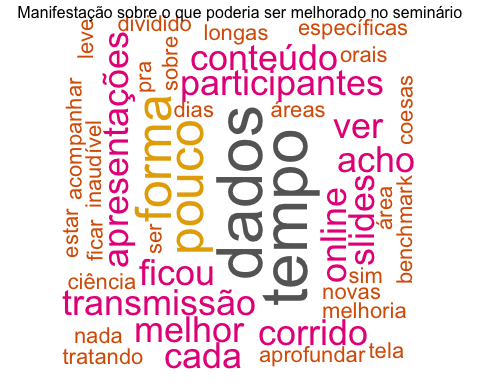 Manifestação sobre o que poderia ser melhorado no seminário
leve
dividido
longas
específicas
pra
sobre
conteúdo
orais
participantes
apresentações
acompanhar
inaudível
forma
pouco
dias
áreas
dados
tempo
ver
acho
coesas
estar
ficar
ser
online
slides
área
benchmark
ciência
ficou
sim
transmissão
novas
melhoria
nada
melhor
corrido
tratando
cada
aprofundar
tela